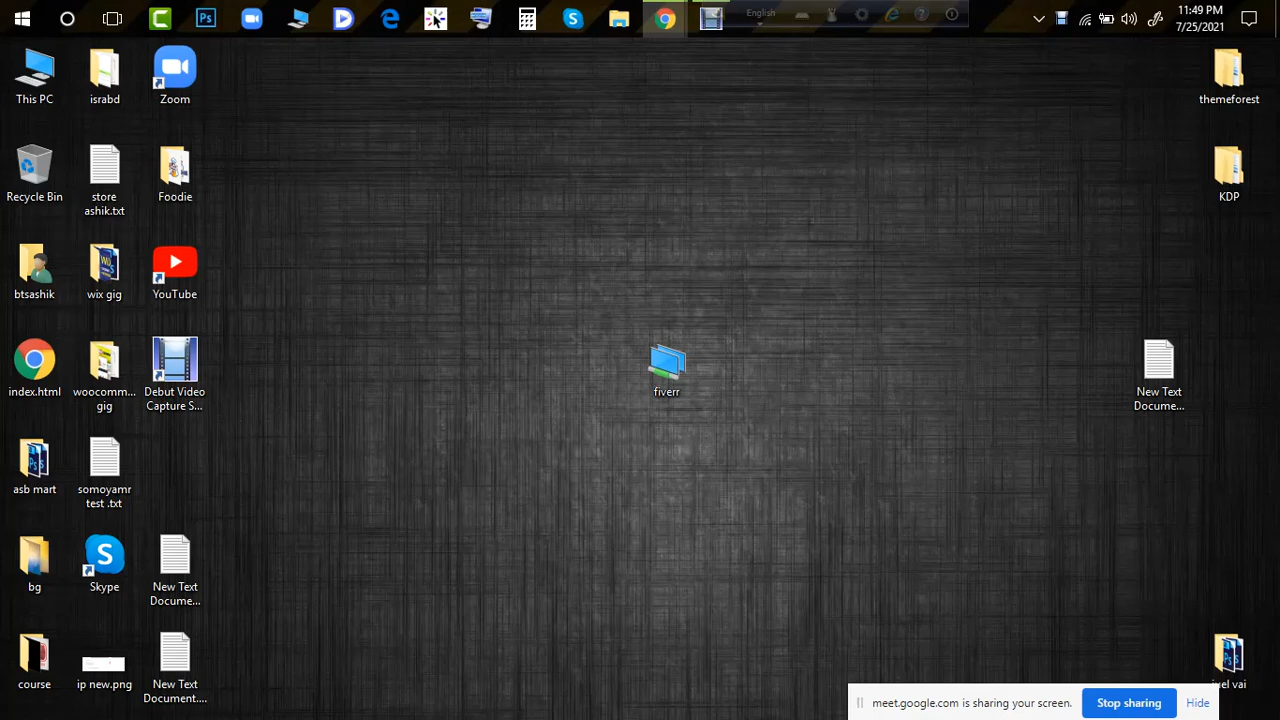 English
11:49 PM
7/25/2021
This PC
israbd
Zoom
themeforest
Recycle Bin
store
ashik.txt
Foodie
KDP
btsashik
wix gig
YouTube
index.html
woocomm...
gig
Debut Video
Capture S...
fiverr
New Text
Docume...
asb mart
somoyamr
test .txt
bg
Skype
New Text
Docume...
course
ip new.png
New Text
Document....
vai
meet.google.com is sharing your screen.
Stop sharing
Hide